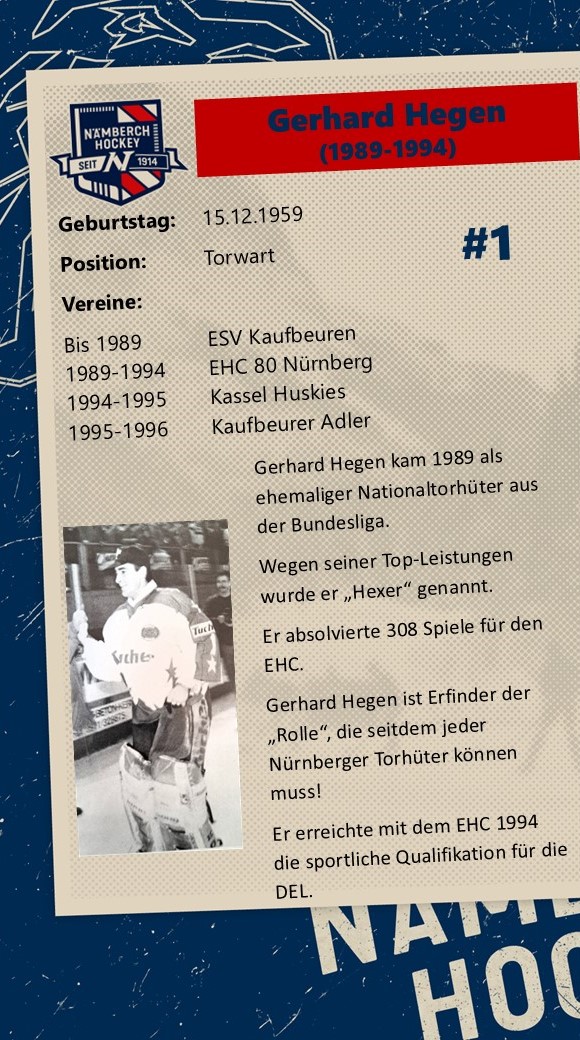 NÄMBERCH
HOCKEY
SEIT N 1914
Gerhard Hegen
(1989-1994)
Geburtstag: 15.12.1959
#1
Position: Torwart
Vereine:
Bis 1989 ESV Kaufbeuren
1989-1994 EHC 80 Nürnberg
1994-1995 Kassel Huskies
1995-1996 Kaufbeurer Adler
Gerhard Hegen kam 1989 als
ehemaliger Nationaltorhüter aus
der Bundesliga.
Wegen seiner Top-Leistungen
wurde er „Hexer“ genannt.
Er absolvierte 308 Spiele für den
EHC.
Gerhard Hegen ist Erfinder der
„Rolle“, die seitdem jeder
Nürnberger Torhüter können
muss!
Er erreichte mit dem EHC 1994
die sportliche Qualifikation für die
DEL.
Tuch
Tucher
HOC